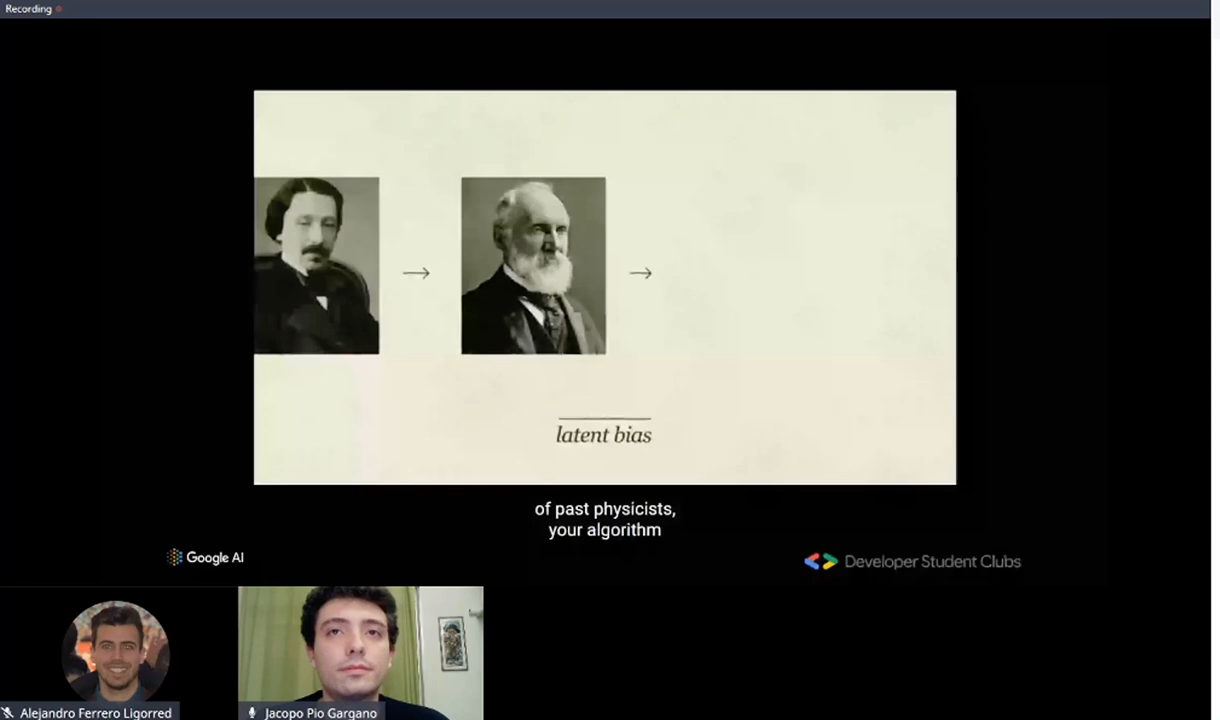 Recording
latent bias
of past physicists,
your algorithm
Google AI
Developer Student Clubs
Alejandro Ferrero Ligorred
Jacopo Pio Gargano